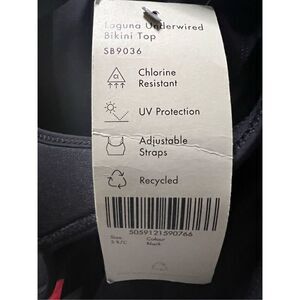 Laguna Underwired
Bikini Top
SB9036
Chlorine
Resistant
UV Protection
Adjustable
Straps
Recycled
5059121590766
Size
Colour
Black